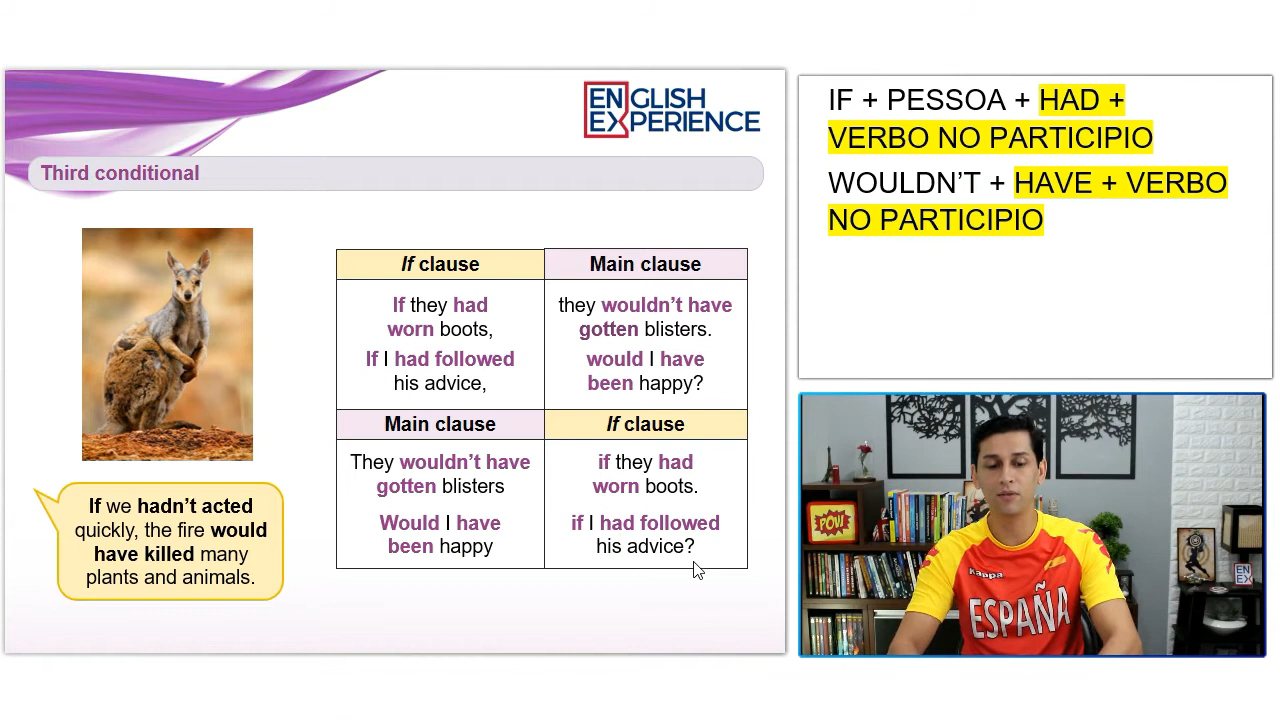 ENGLISH
EXPERIENCE
Third conditional
If clause
Main clause
If they had
worn boots,
they wouldn’t have
gotten blisters.
If I had followed
his advice,
would I have
been happy?
Main clause
If clause
They wouldn’t have
gotten blisters
if they had
worn boots.
Would I have
been happy
if I had followed
his advice?
If we hadn’t acted
quickly, the fire would
have killed many
plants and animals.
IF + PESSOA + HAD +
VERBO NO PARTICIPIO
WOULDN’T + HAVE + VERBO
NO PARTICIPIO
POW!
Kappa
ESPAÑA
EN
EX